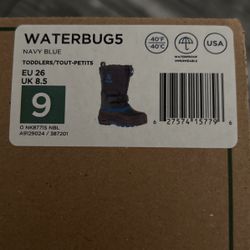 WATERBUG5
NAVY BLUE
40°F
-40°C
WATERPROOF
IMPERMÉABLE
USA
TODDLERS/TOUT-PETITS
EU 26
UK 8.5
9
O NK8771S NBL
A9129024 / 387201
6 27574 15779 6